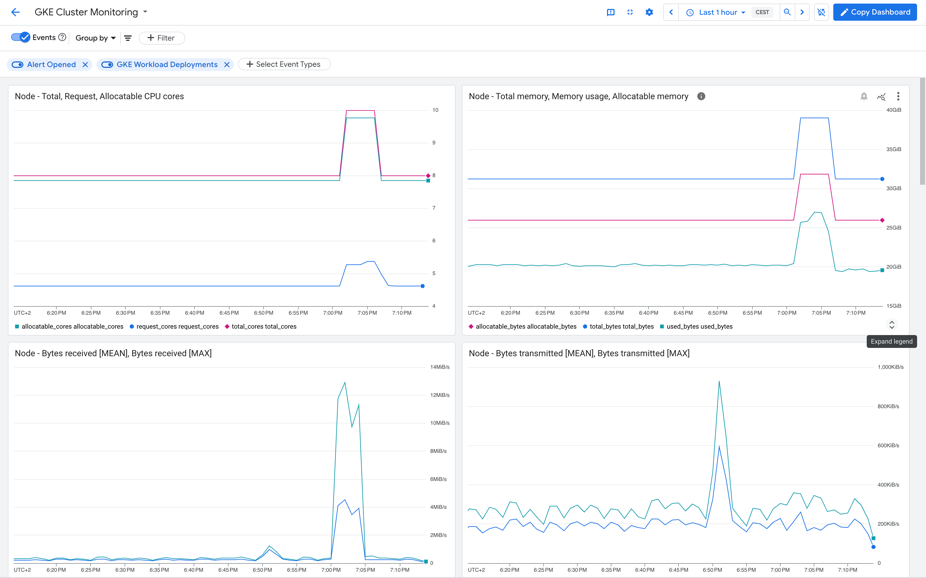 GKE Cluster Monitoring
Last 1 hour
CEST
Copy Dashboard
Events
Group by
Filter
Alert Opened
GKE Workload Deployments
Select Event Types
Node - Total, Request, Allocatable CPU cores
10
9
8
7
6
5
4
UTC+2 6:20 PM 6:25 PM 6:30 PM 6:35 PM 6:40 PM 6:45 PM 6:50 PM 6:55 PM 7:00 PM 7:05 PM 7:10 PM
allocatable_cores allocatable_cores request_cores request_cores total_cores total_cores
Node - Total memory, Memory usage, Allocatable memory
40GiB
35GiB
30GiB
25GiB
20GiB
15GiB
UTC+2 6:20 PM 6:25 PM 6:30 PM 6:35 PM 6:40 PM 6:45 PM 6:50 PM 6:55 PM 7:00 PM 7:05 PM 7:10 PM
allocatable_bytes allocatable_bytes total_bytes total_bytes used_bytes used_bytes
Expand legend
Node - Bytes received [MEAN], Bytes received [MAX]
14MiB/s
12MiB/s
10MiB/s
8MiB/s
6MiB/s
4MiB/s
2MiB/s
0
UTC+2 6:20 PM 6:25 PM 6:30 PM 6:35 PM 6:40 PM 6:45 PM 6:50 PM 6:55 PM 7:00 PM 7:05 PM 7:10 PM
Node - Bytes transmitted [MEAN], Bytes transmitted [MAX]
1,000KiB/s
800KiB/s
600KiB/s
400KiB/s
200KiB/s
0
UTC+2 6:20 PM 6:25 PM 6:30 PM 6:35 PM 6:40 PM 6:45 PM 6:50 PM 6:55 PM 7:00 PM 7:05 PM 7:10 PM